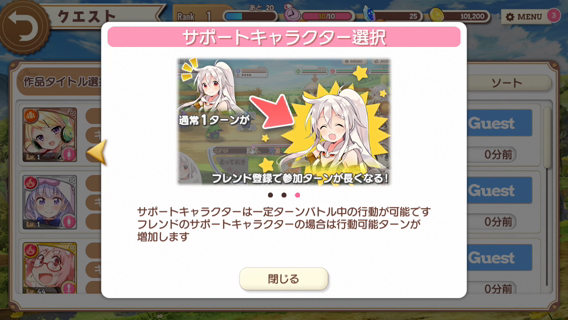 クエスト
Rank 1
あと 20
/10
25
101,200
MENU
3
サポートキャラクター選択
作品タイトル選
ソート
通常1ターンが
フレンド登録で参加ターンが長くなる!
Lv. 1
Guest
0分前
Lv. 1
Guest
0分前
Guest
0分前
サポートキャラクターは一定ターンバトル中の行動が可能です
フレンドのサポートキャラクターの場合は行動可能ターンが
増加します
閉じる